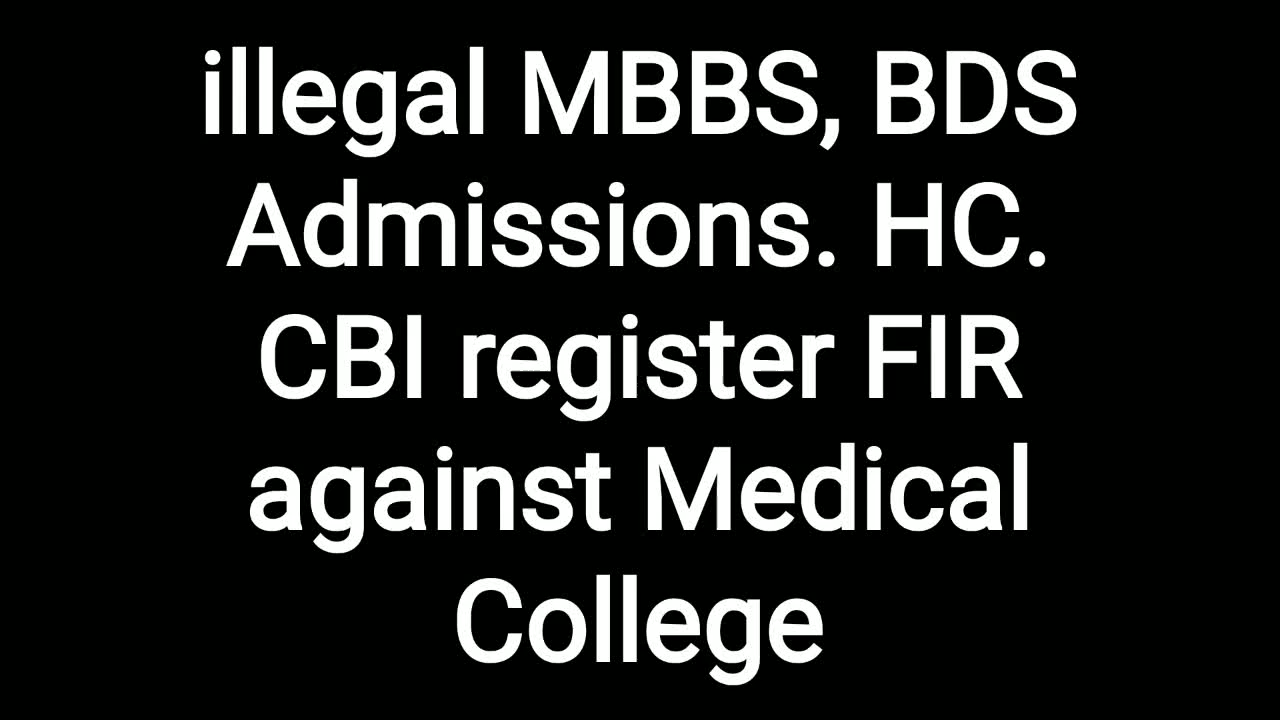 illegal MBBS, BDS
Admissions. HC.
CBI register FIR
against Medical
College